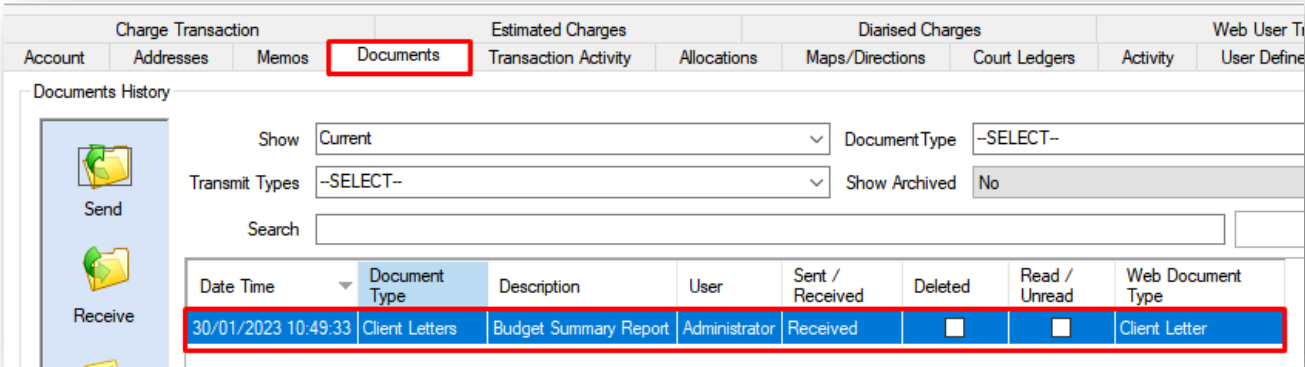 Charge Transaction Estimated Charges Diarised Charges Web User Tr
Account Addresses Memos Documents Transaction Activity Allocations Maps/Directions Court Ledgers Activity User Define
Documents History
Show Current DocumentType --SELECT--
Transmit Types --SELECT-- Show Archived No
Send
Search
Date Time Document Type Description User Sent / Received Deleted Read / Unread Web Document Type
Receive
30/01/2023 10:49:33 Client Letters Budget Summary Report Administrator Received Client Letter